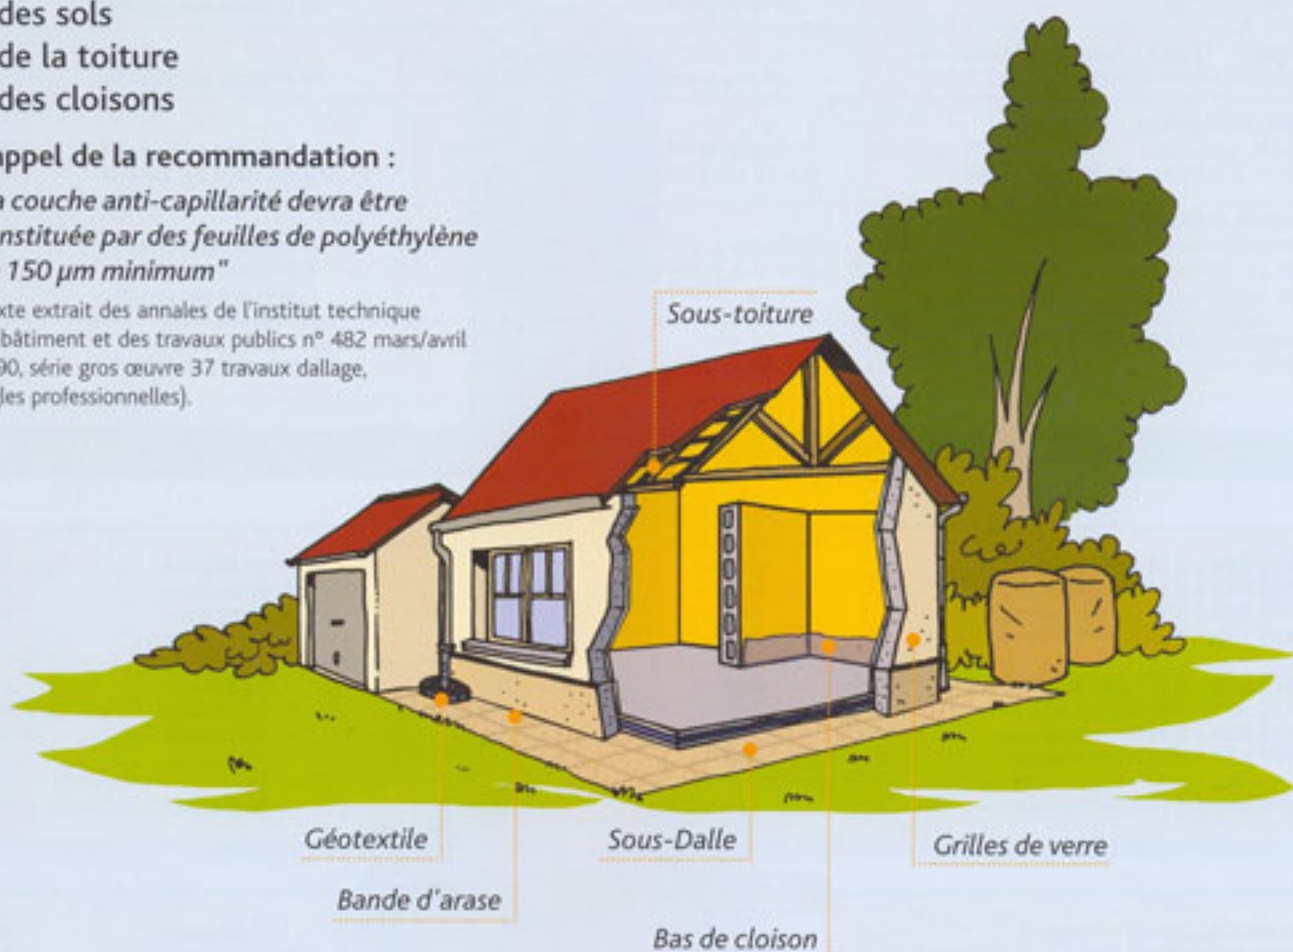 des sols
de la toiture
des cloisons
appel de la recommandation :
a couche anti-capillarité devra être
nstituée par des feuilles de polyéthylène
150 µm minimum"
xte extrait des annales de l'institut technique
bâtiment et des travaux publics n° 482 mars/avril
90, série gros œuvre 37 travaux dallage,
gles professionnelles).
Sous-toiture
Géotextile
Sous-Dalle
Grilles de verre
Bande d'arase
Bas de cloison